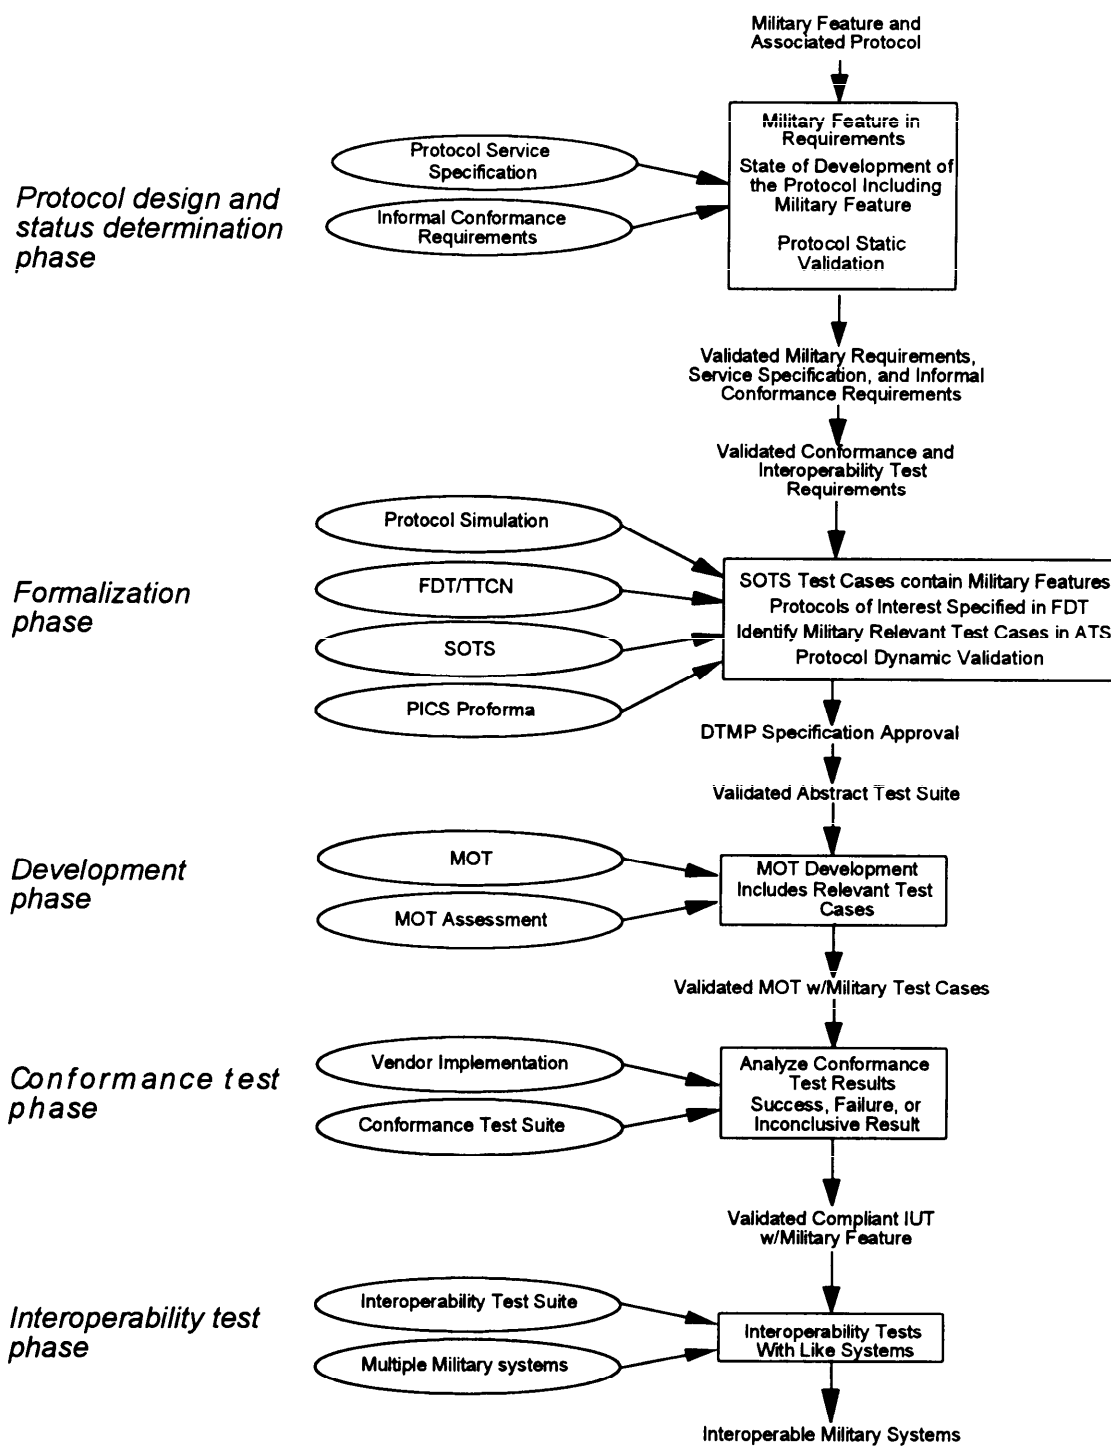 Military Feature and
Associated Protocol
Military Feature in
Requirements
State of Development of
the Protocol Including
Military Feature
Protocol Static
Validation
Protocol Service
Specification
Informal Conformance
Requirements
Protocol design and
status determination
phase
Validated Military Requirements,
Service Specification, and Informal
Conformance Requirements
Validated Conformance and
Interoperability Test
Requirements
Formalization
phase
Protocol Simulation
FDT/TTCN
SOTS
PICS Proforma
SOTS Test Cases contain Military Features
Protocols of Interest Specified in FDT
Identify Military Relevant Test Cases in ATS
Protocol Dynamic Validation
DTMP Specification Approval
Validated Abstract Test Suite
Development
phase
MOT
MOT Assessment
MOT Development
Includes Relevant Test
Cases
Validated MOT w/Military Test Cases
Conformance test
phase
Vendor Implementation
Conformance Test Suite
Analyze Conformance
Test Results
Success, Failure, or
Inconclusive Result
Validated Compliant IUT
w/Military Feature
Interoperability test
phase
Interoperability Test Suite
Multiple Military systems
Interoperability Tests
With Like Systems
Interoperable Military Systems